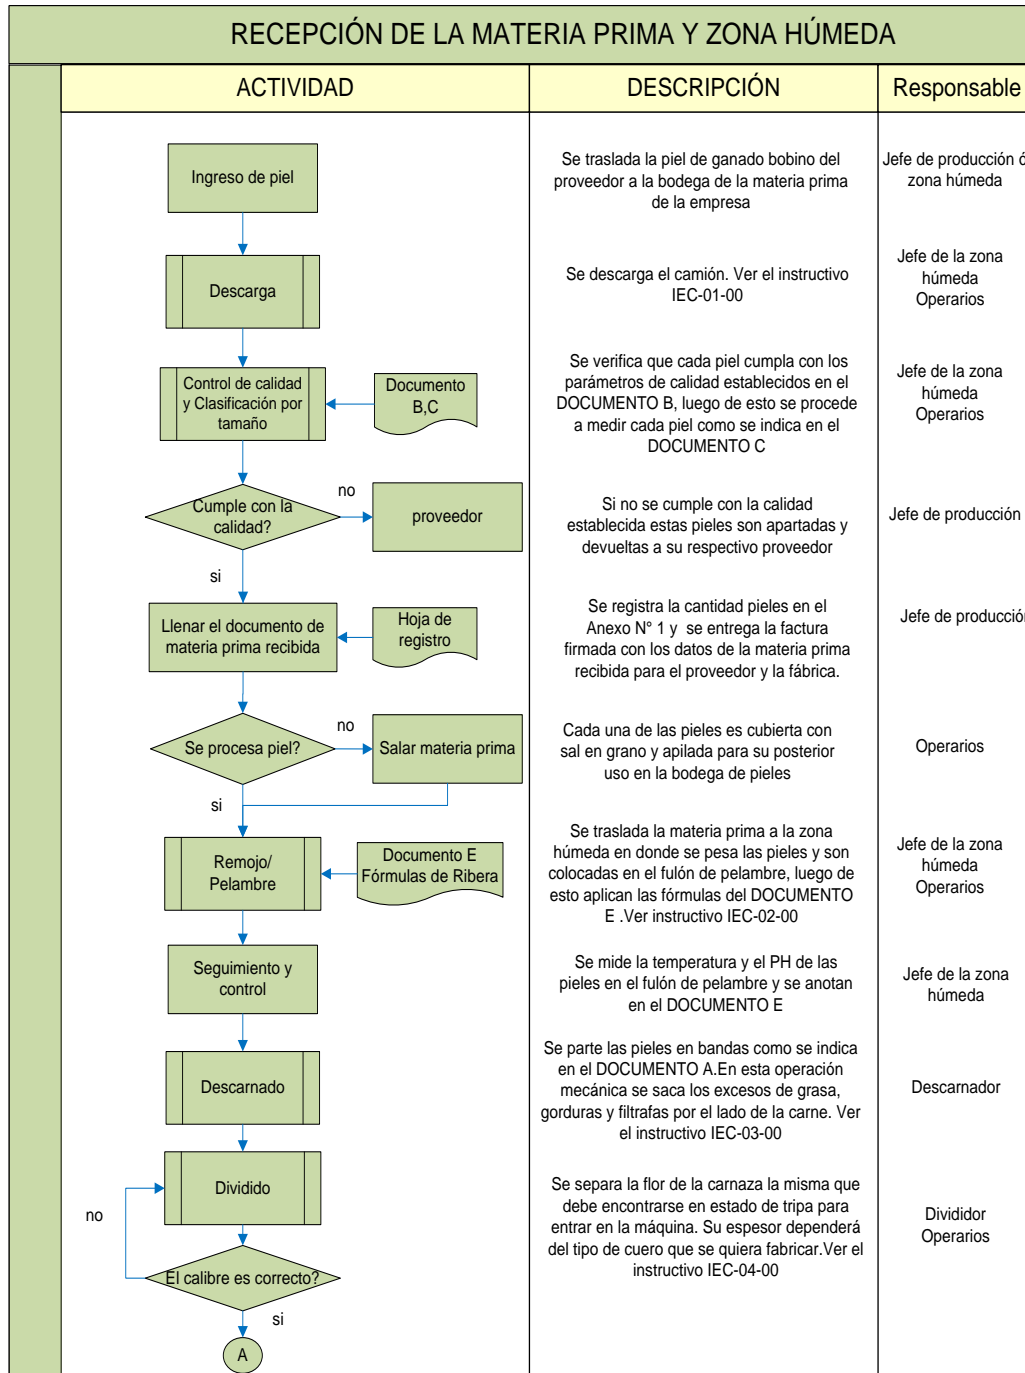 RECEPCIÓN DE LA MATERIA PRIMA Y ZONA HÚMEDA
ACTIVIDAD
DESCRIPCIÓN
Responsable
Ingreso de piel
Se traslada la piel de ganado bobino del
proveedor a la bodega de la materia prima
de la empresa
Jefe de producción ó
zona húmeda
Descarga
Se descarga el camión. Ver el instructivo
IEC-01-00
Jefe de la zona
húmeda
Operarios
Control de calidad
y Clasificación por
tamaño
Documento
B,C
Se verifica que cada piel cumpla con los
parámetros de calidad establecidos en el
DOCUMENTO B, luego de esto se procede
a medir cada piel como se indica en el
DOCUMENTO C
Jefe de la zona
húmeda
Operarios
Cumple con la
calidad?
no
proveedor
si
Si no se cumple con la calidad
establecida estas pieles son apartadas y
devueltas a su respectivo proveedor
Jefe de producción
Llenar el documento de
materia prima recibida
Hoja de
registro
Se registra la cantidad pieles en el
Anexo N° 1 y  se entrega la factura
firmada con los datos de la materia prima
recibida para el proveedor y la fábrica.
Jefe de producción
Se procesa piel?
no
Salar materia prima
si
Cada una de las pieles es cubierta con
sal en grano y apilada para su posterior
uso en la bodega de pieles
Operarios
Remojo/
Pelambre
Documento E
Fórmulas de Ribera
Se traslada la materia prima a la zona
húmeda en donde se pesa las pieles y son
colocadas en el fulón de pelambre, luego de
esto aplican las fórmulas del DOCUMENTO
E .Ver instructivo IEC-02-00
Jefe de la zona
húmeda
Operarios
Seguimiento y
control
Se mide la temperatura y el PH de las
pieles en el fulón de pelambre y se anotan
en el DOCUMENTO E
Jefe de la zona
húmeda
Descarnado
Se parte las pieles en bandas como se indica
en el DOCUMENTO A.En esta operación
mecánica se saca los excesos de grasa,
gorduras y filtrafas por el lado de la carne. Ver
el instructivo IEC-03-00
Descarnador
Dividido
no
El calibre es correcto?
si
A
Se separa la flor de la carnaza la misma que
debe encontrarse en estado de tripa para
entrar en la máquina. Su espesor dependerá
del tipo de cuero que se quiera fabricar.Ver el
instructivo IEC-04-00
Divididor
Operarios